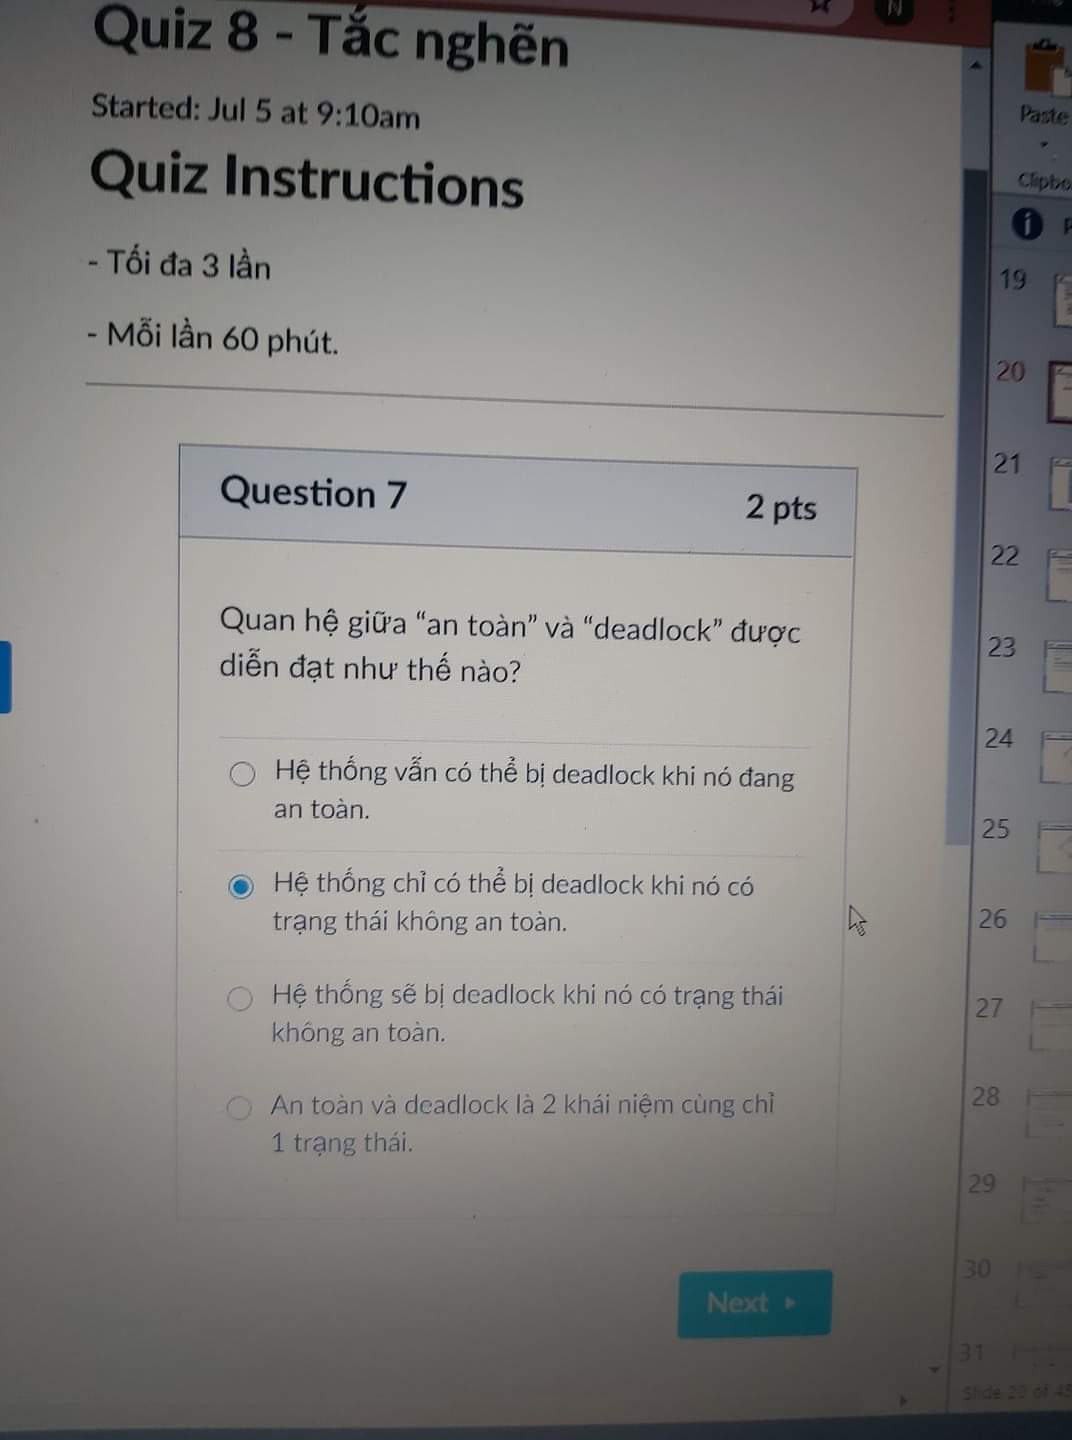 Quiz 8 - Tắc nghẽn
Started: Jul 5 at 9:10am
Quiz Instructions
- Tối đa 3 lần
- Mỗi lần 60 phút.
Question 7
2 pts
Quan hệ giữa “an toàn” và “deadlock” được
diễn đạt như thế nào?
Hệ thống vẫn có thể bị deadlock khi nó đang
an toàn.
Hệ thống chỉ có thể bị deadlock khi nó có
trạng thái không an toàn.
Hệ thống sẽ bị deadlock khi nó có trạng thái
không an toàn.
An toàn và deadlock là 2 khái niệm cùng chỉ
1 trạng thái.
Next
N
Paste
Clipbo
19
20
21
22
23
24
25
26
27
28
29
30
31
Slide 20 of 45